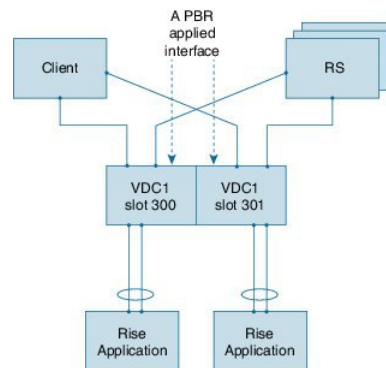 A PBR
applied
interface
Client
RS
VDC1
slot 300
VDC1
slot 301
Rise
Application
Rise
Application